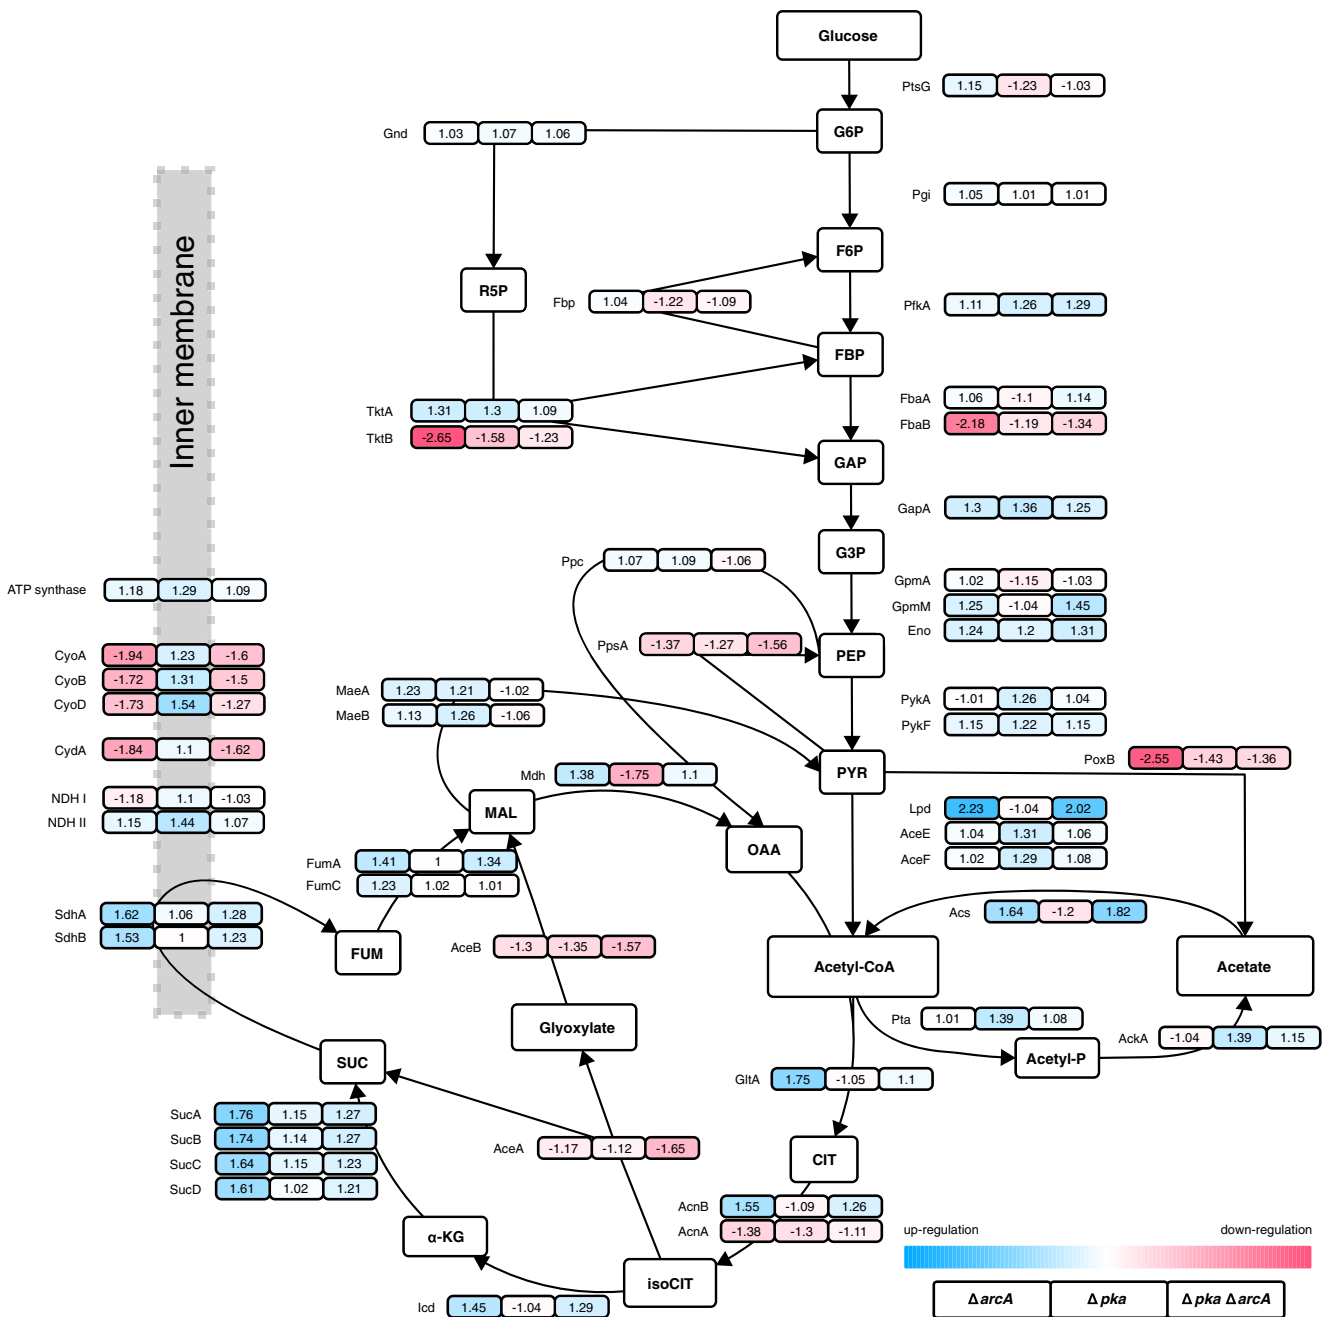 Glucose
PtsG 1.15 -1.23 -1.03
Gnd 1.03 1.07 1.06
G6P
Pgi 1.05 1.01 1.01
F6P
Inner membrane
R5P
Fbp 1.04 -1.22 -1.09
PfkA 1.11 1.26 1.29
FBP
FbaA 1.06 -1.1 1.14
TktA 1.31 1.3 1.09
FbaB -2.18 -1.19 -1.34
TktB -2.65 -1.58 -1.23
GAP
GapA 1.3 1.36 1.25
G3P
Ppc 1.07 1.09 -1.06
GpmA 1.02 -1.15 -1.03
ATP synthase 1.18 1.29 1.09
GpmM 1.25 -1.04 1.45
Eno 1.24 1.2 1.31
PpsA -1.37 -1.27 -1.56
PEP
CyoA -1.94 1.23 -1.6
CyoB -1.72 1.31 -1.5
CyoD -1.73 1.54 -1.27
MaeA 1.23 1.21 -1.02
MaeB 1.13 1.26 -1.06
PykA -1.01 1.26 1.04
PykF 1.15 1.22 1.15
CydA -1.84 1.1 -1.62
PoxB -2.55 -1.43 -1.36
Mdh 1.38 -1.75 1.1
PYR
NDH I -1.18 1.1 -1.03
NDH II 1.15 1.44 1.07
MAL
Lpd 2.23 -1.04 2.02
AceE 1.04 1.31 1.06
AceF 1.02 1.29 1.08
OAA
FumA 1.41 1 1.34
FumC 1.23 1.02 1.01
SdhA 1.62 1.06 1.28
SdhB 1.53 1 1.23
Acs 1.64 -1.2 1.82
FUM
AceB -1.3 -1.35 -1.57
Acetyl-CoA
Acetate
Glyoxylate
Pta 1.01 1.39 1.08
AckA -1.04 1.39 1.15
SUC
Acetyl-P
GltA 1.75 -1.05 1.1
SucA 1.76 1.15 1.27
SucB 1.74 1.14 1.27
SucC 1.64 1.15 1.23
SucD 1.61 1.02 1.21
AceA -1.17 -1.12 -1.65
CIT
AcnB 1.55 -1.09 1.26
AcnA -1.38 -1.3 -1.11
α-KG
isoCIT
Icd 1.45 -1.04 1.29
up-regulation down-regulation
Δ arcA Δ pka Δ pka Δ arcA